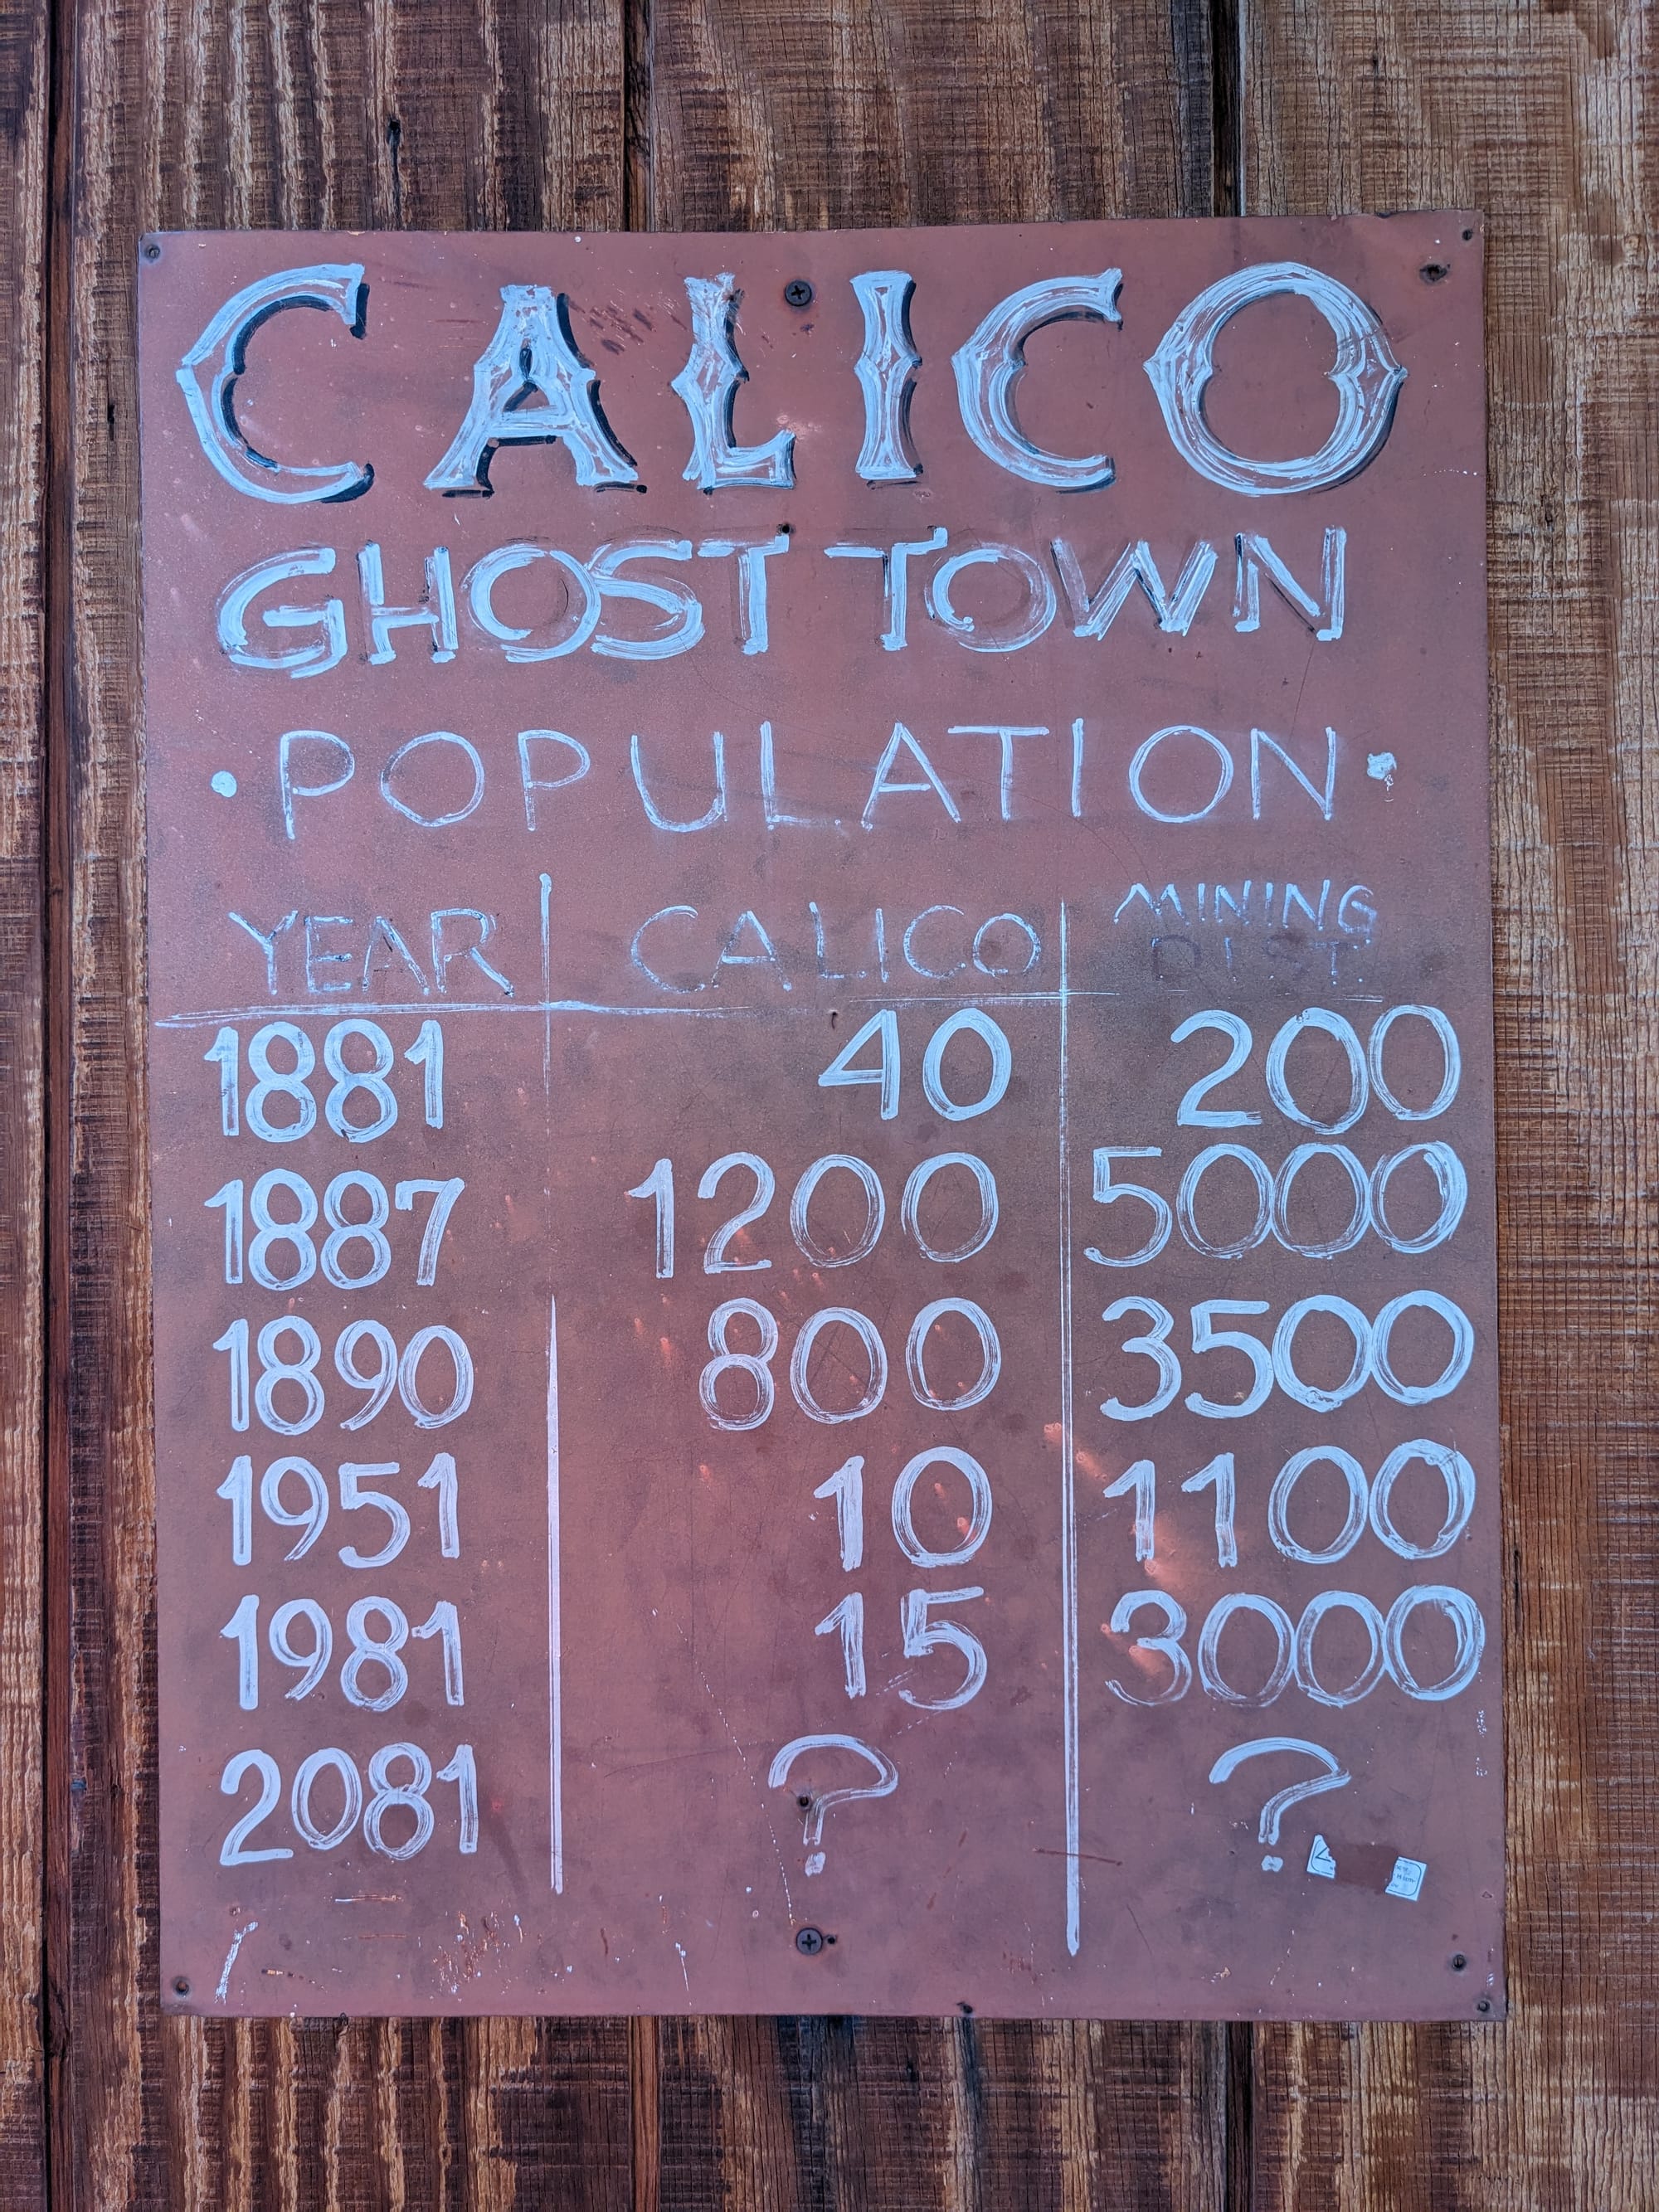 CALICO
GHOST TOWN
• POPULATION •
YEAR CALICO MINING DIST.
1881 40 200
1887 1200 5000
1890 800 3500
1951 10 1100
1981 15 3000
2081 ? ?